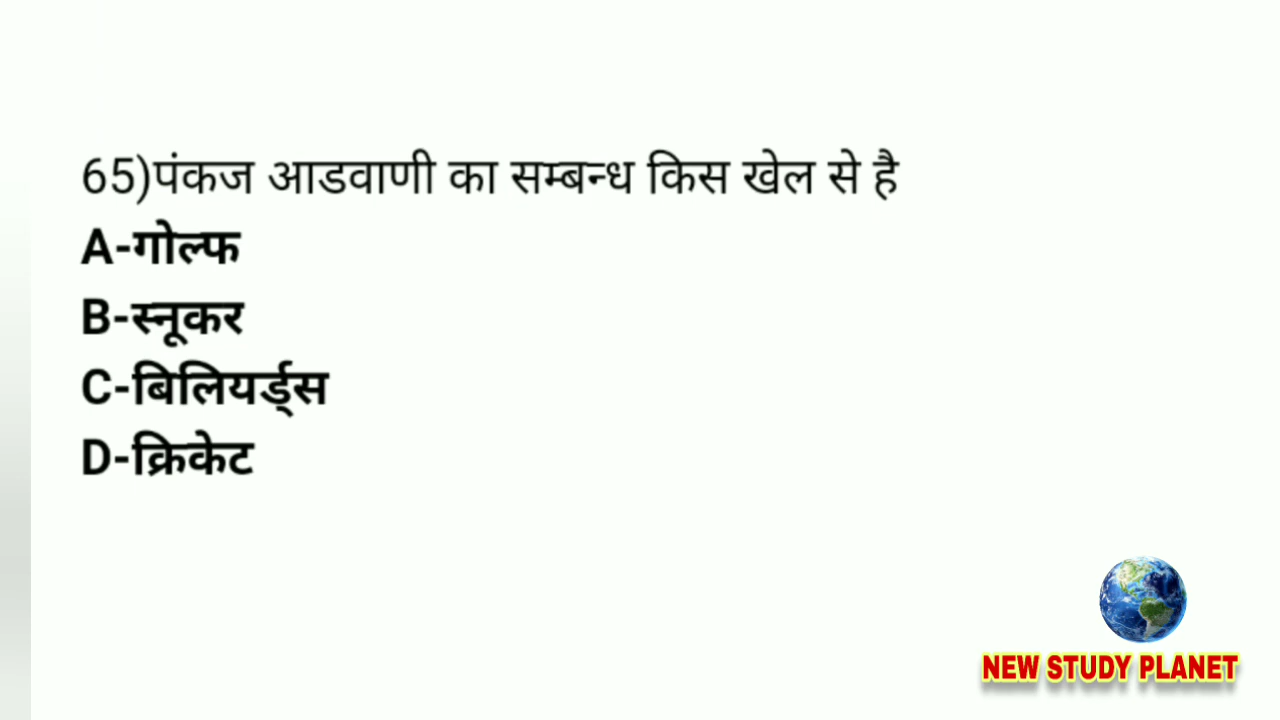 65)पंकज आडवाणी का सम्बन्ध किस खेल से है
A-गोल्फ
B-स्नूकर
C-बिलियर्ड्स
D-क्रिकेट
NEW STUDY PLANET